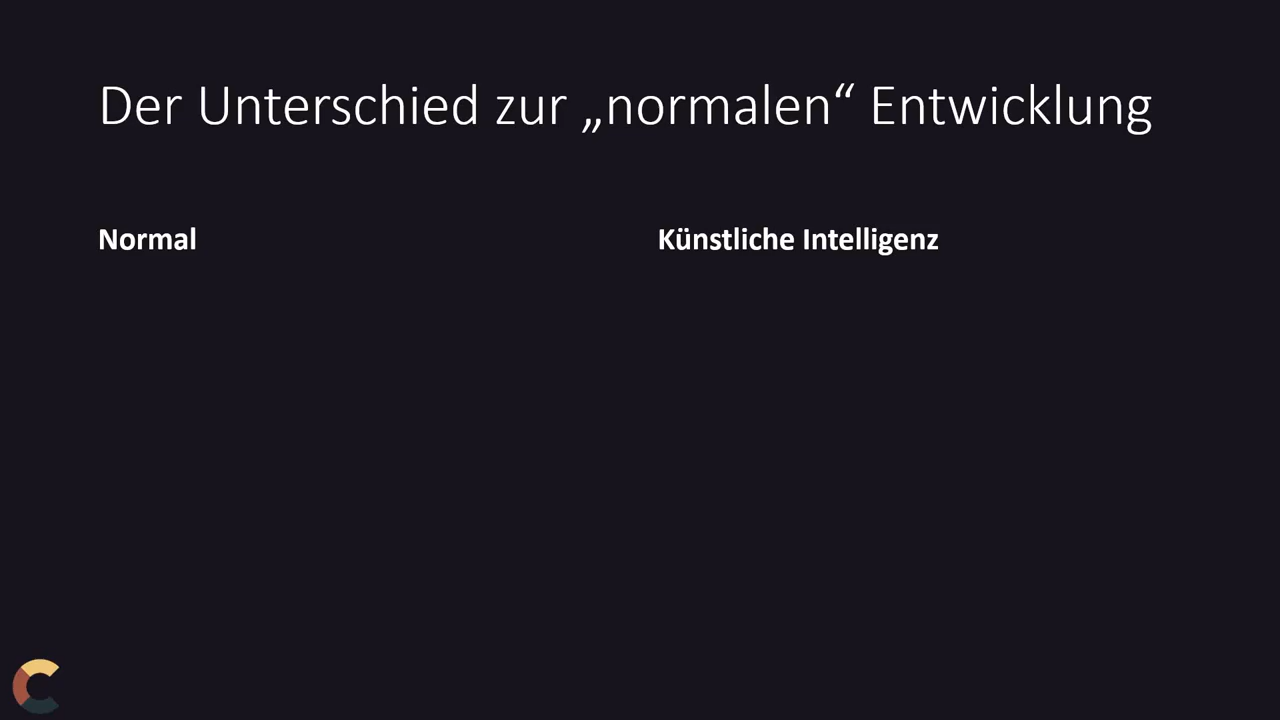 Der Unterschied zur „normalen“ Entwicklung
Normal
Künstliche Intelligenz